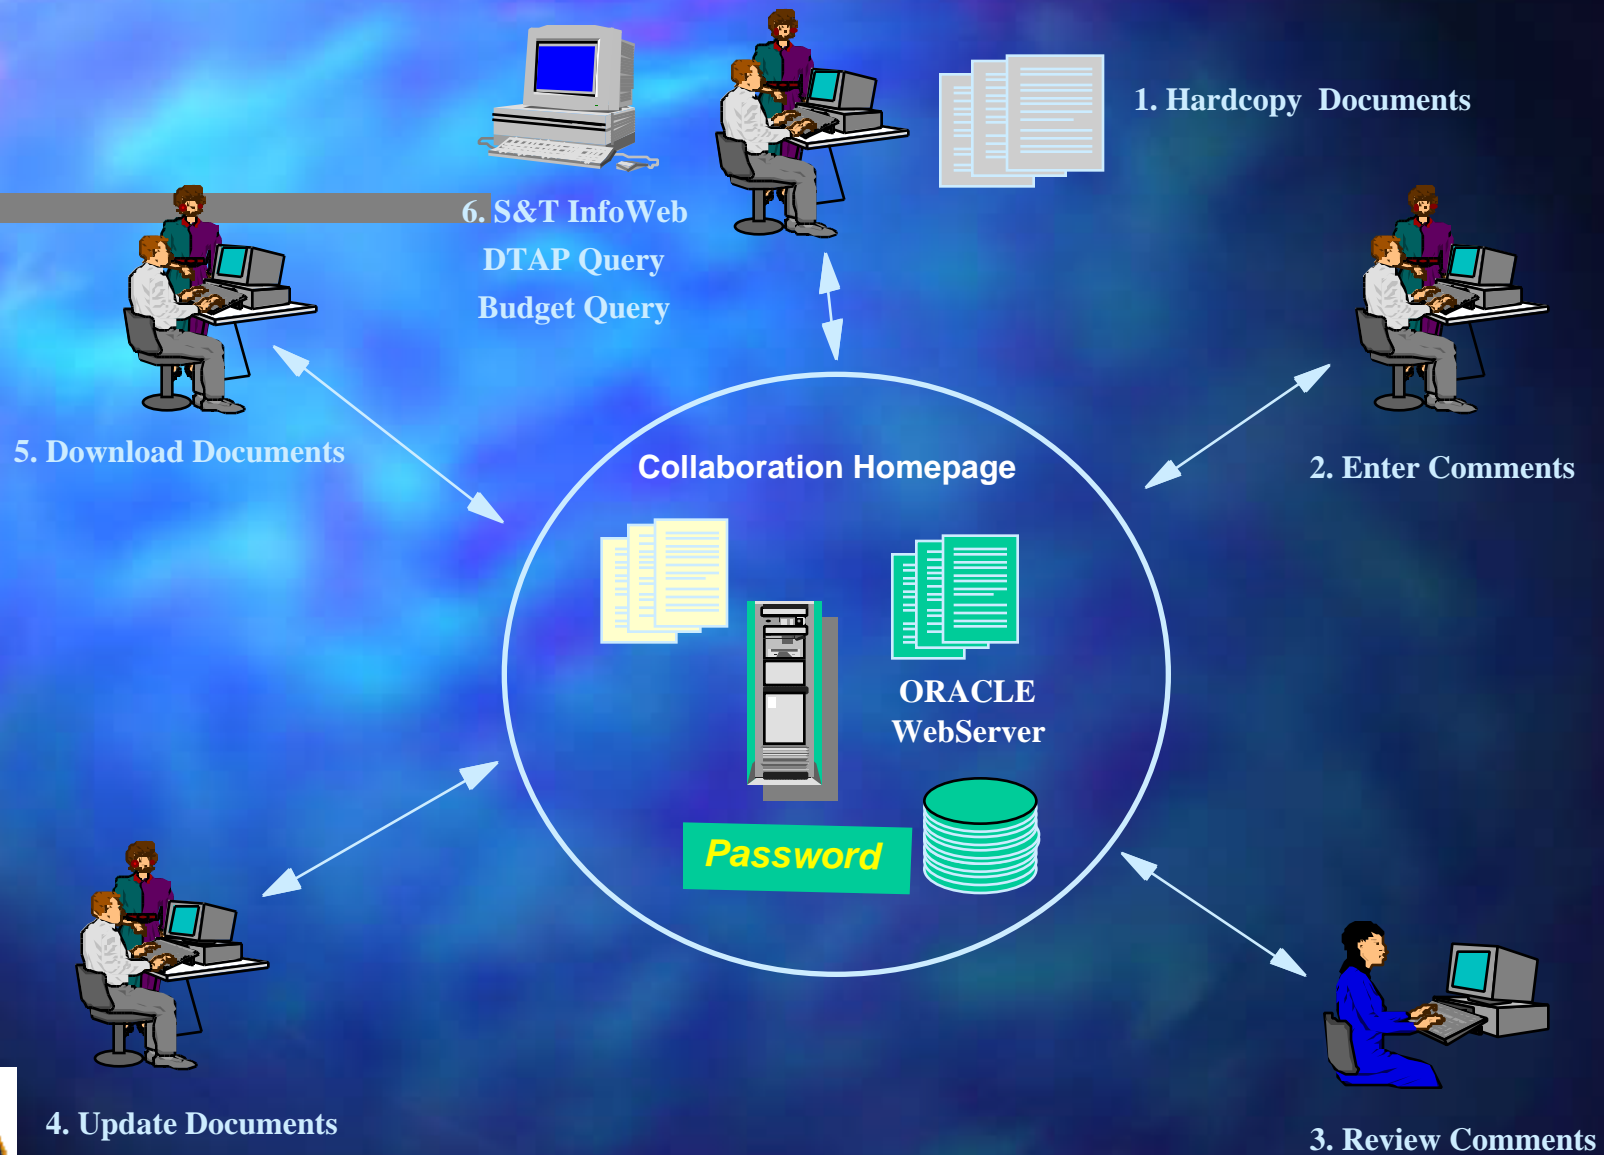 1. Hardcopy  Documents
6. S&T InfoWeb
DTAP Query
Budget Query
5. Download Documents
Collaboration Homepage
2. Enter Comments
ORACLE
WebServer
Password
4. Update Documents
3. Review Comments